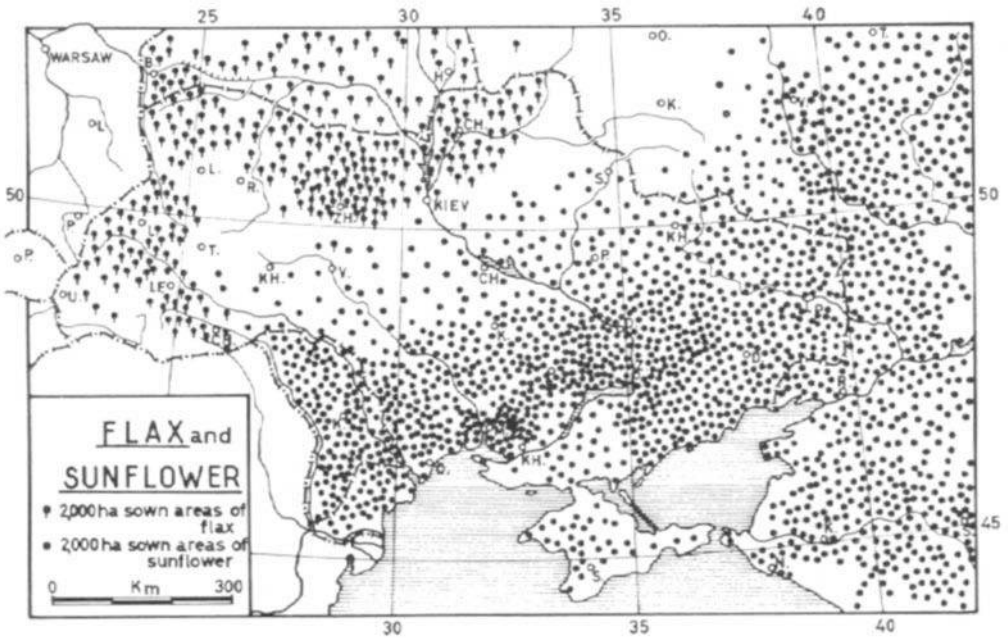 25 30 35 40
WARSAW
B.
O.
T.
H.
V.
L.
K.
CH.
L.
R.
S.
50
50
ZH.
KIEV
P.
L.
KH.
P.
T.
KH.
V.
CH.
P.
U.
I.F.
L.
K.
CH.
D.
Z.
R.
FLAX and
SUNFLOWER
2,000 ha sown areas of
flax
2,000 ha sown areas of
sunflower
0 Km 300
KH.
O.
45
K.
S.
30 35 40